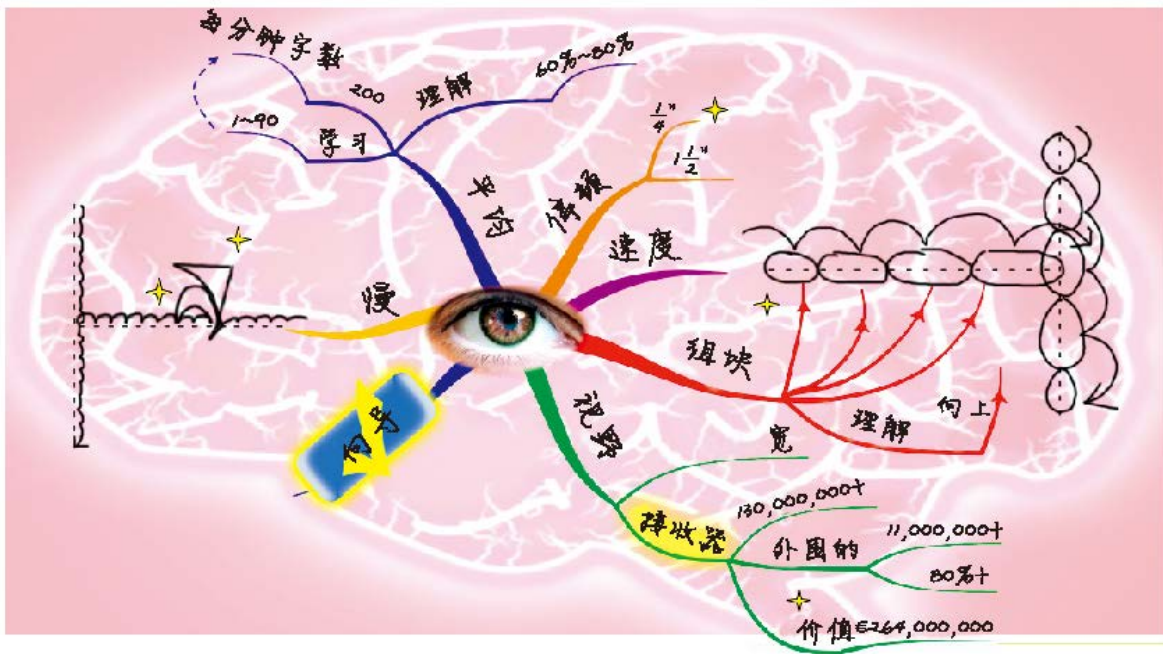 每分钟字数
200
1~90
学习
理解
60%~80%
平均
停顿
1/4"
1 1/2"
速度
组块
理解
向上
视野
宽
接收器
130,000,000+
外围的
11,000,000+
80%+
价值€264,000,000
向导
慢